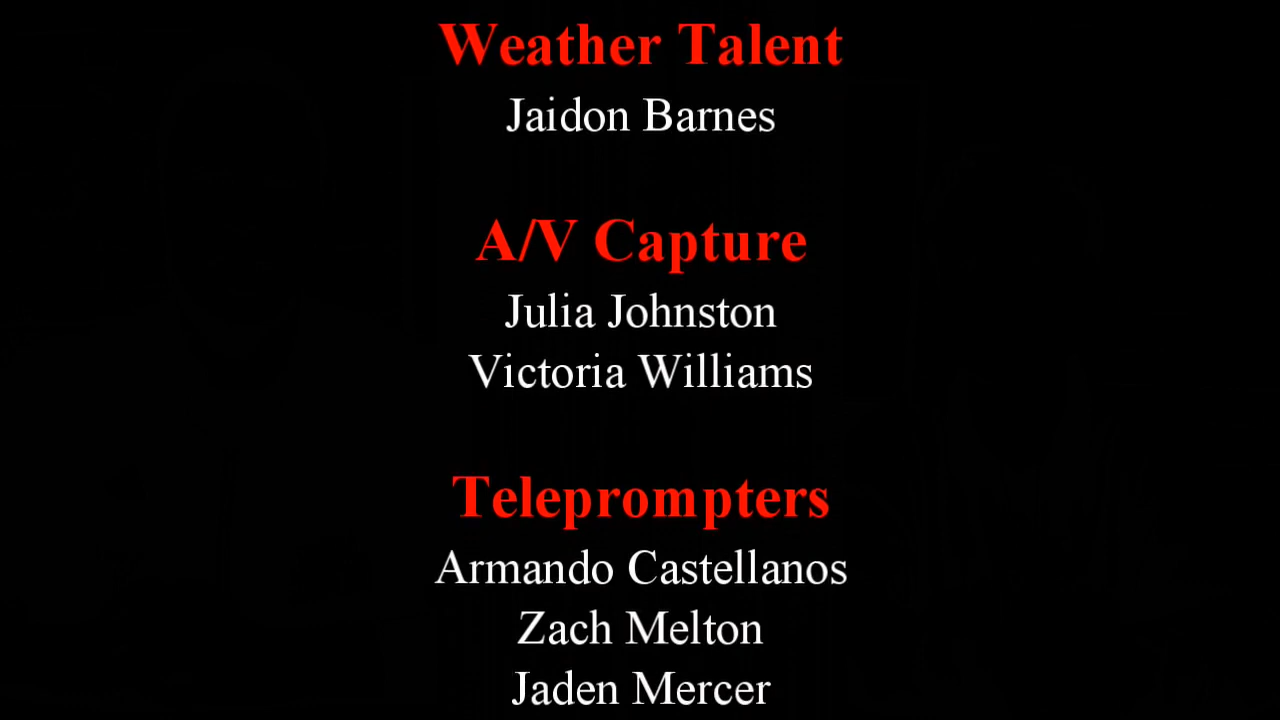 Weather Talent
Jaidon Barnes
A/V Capture
Julia Johnston
Victoria Williams
Teleprompters
Armando Castellanos
Zach Melton
Jaden Mercer